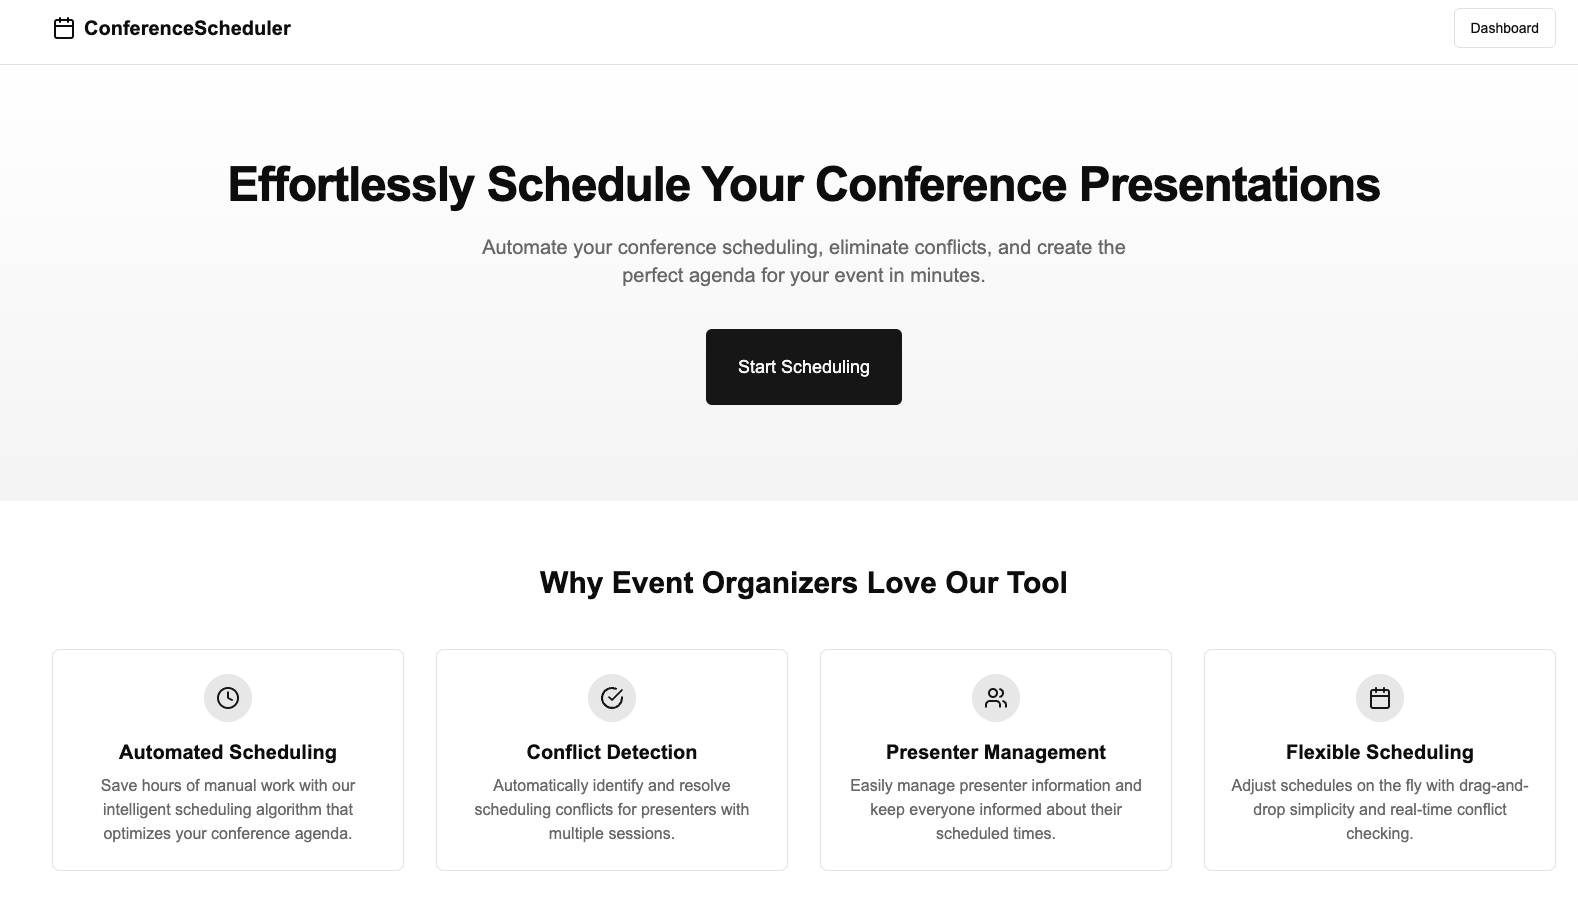 ConferenceScheduler
Dashboard
Effortlessly Schedule Your Conference Presentations
Automate your conference scheduling, eliminate conflicts, and create the
perfect agenda for your event in minutes.
Start Scheduling
Why Event Organizers Love Our Tool
Automated Scheduling
Save hours of manual work with our
intelligent scheduling algorithm that
optimizes your conference agenda.
Conflict Detection
Automatically identify and resolve
scheduling conflicts for presenters with
multiple sessions.
Presenter Management
Easily manage presenter information and
keep everyone informed about their
scheduled times.
Flexible Scheduling
Adjust schedules on the fly with drag-and-
drop simplicity and real-time conflict
checking.